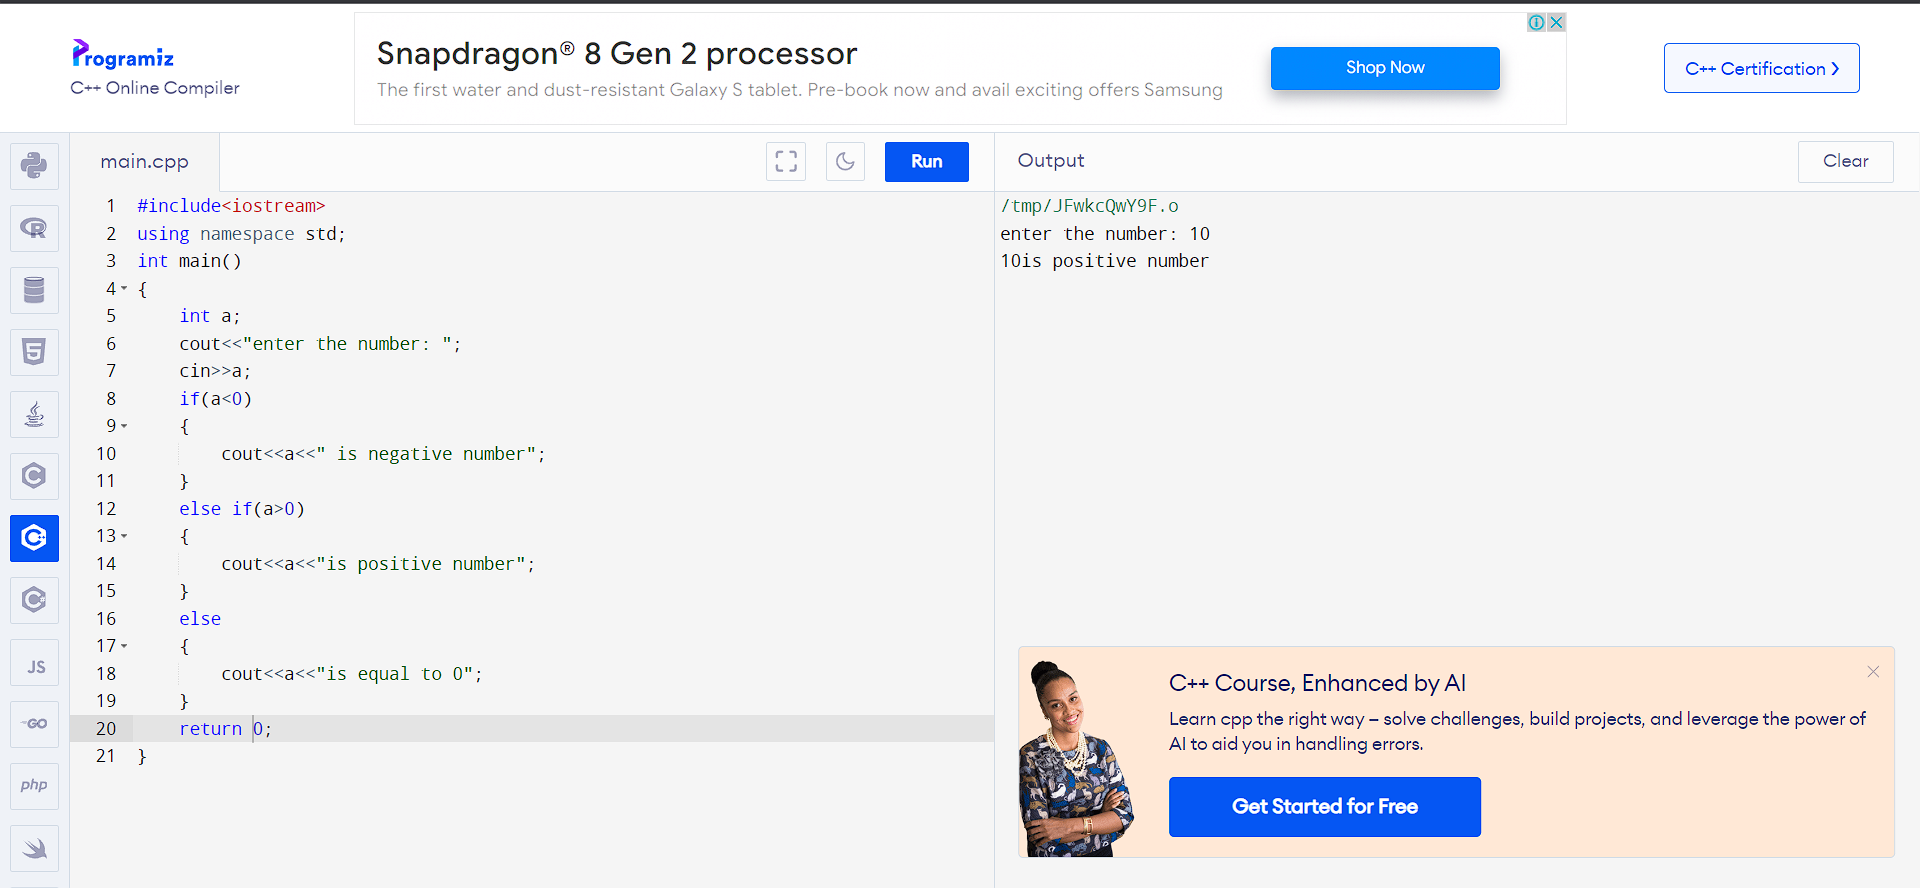 Programiz
C++ Online Compiler
Snapdragon® 8 Gen 2 processor
The first water and dust-resistant Galaxy S tablet. Pre-book now and avail exciting offers Samsung
Shop Now
C++ Certification
main.cpp
Run
Output
Clear
1 #include<iostream>
2 using namespace std;
3 int main()
4 {
5 int a;
6 cout<<"enter the number: ";
7 cin>>a;
8 if(a<0)
9 {
10 cout<<a<<" is negative number";
11 }
12 else if(a>0)
13 {
14 cout<<a<<"is positive number";
15 }
16 else
17 {
18 cout<<a<<"is equal to 0";
19 }
20 return 0;
21 }
/tmp/JFwkcQwY9F.o
enter the number: 10
10is positive number
C++ Course, Enhanced by AI
Learn cpp the right way – solve challenges, build projects, and leverage the power of
AI to aid you in handling errors.
Get Started for Free
R
5
C
C++
C#
JS
GO
php